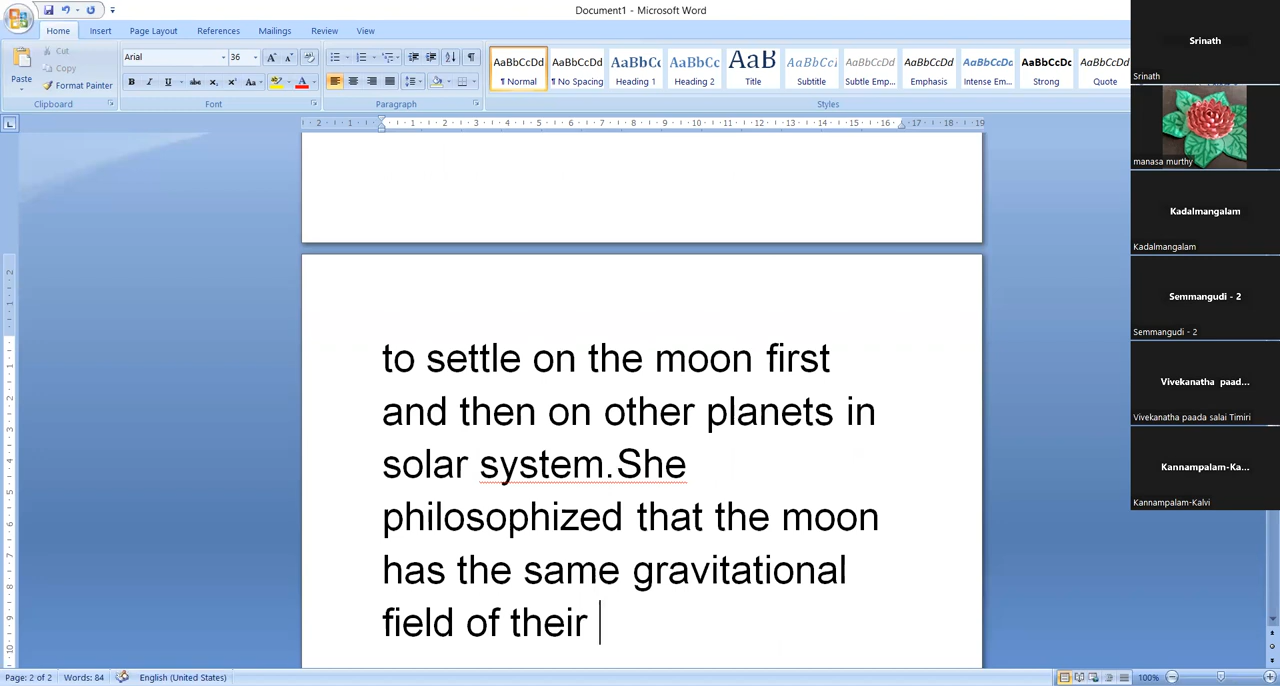 Document1 - Microsoft Word
Home Insert Page Layout References Mailings Review View
Paste
Cut
Copy
Format Painter
Clipboard
Arial 36
Font
Paragraph
AaBbCcDd AaBbCcDd AaBbCc AaBbCc AaB AaBbCcI AaBbCcDd AaBbCcDd AaBbCcDd AaBbCcDd AaBbCcDd
¶ Normal ¶ No Spacing Heading 1 Heading 2 Title Subtitle Subtle Emp... Emphasis Intense Em... Strong Quote
Styles
to settle on the moon first
and then on other planets in
solar system.She
philosophized that the moon
has the same gravitational
field of their
Srinath
Srinath
manasa murthy
Kadalmangalam
Kadalmangalam
Semmangudi - 2
Semmangudi - 2
Vivekanatha paad...
Vivekanatha paada salai Timiri
Kannampalam-Ka...
Kannampalam-Kalvi
Page: 2 of 2 Words: 84 English (United States) 100%